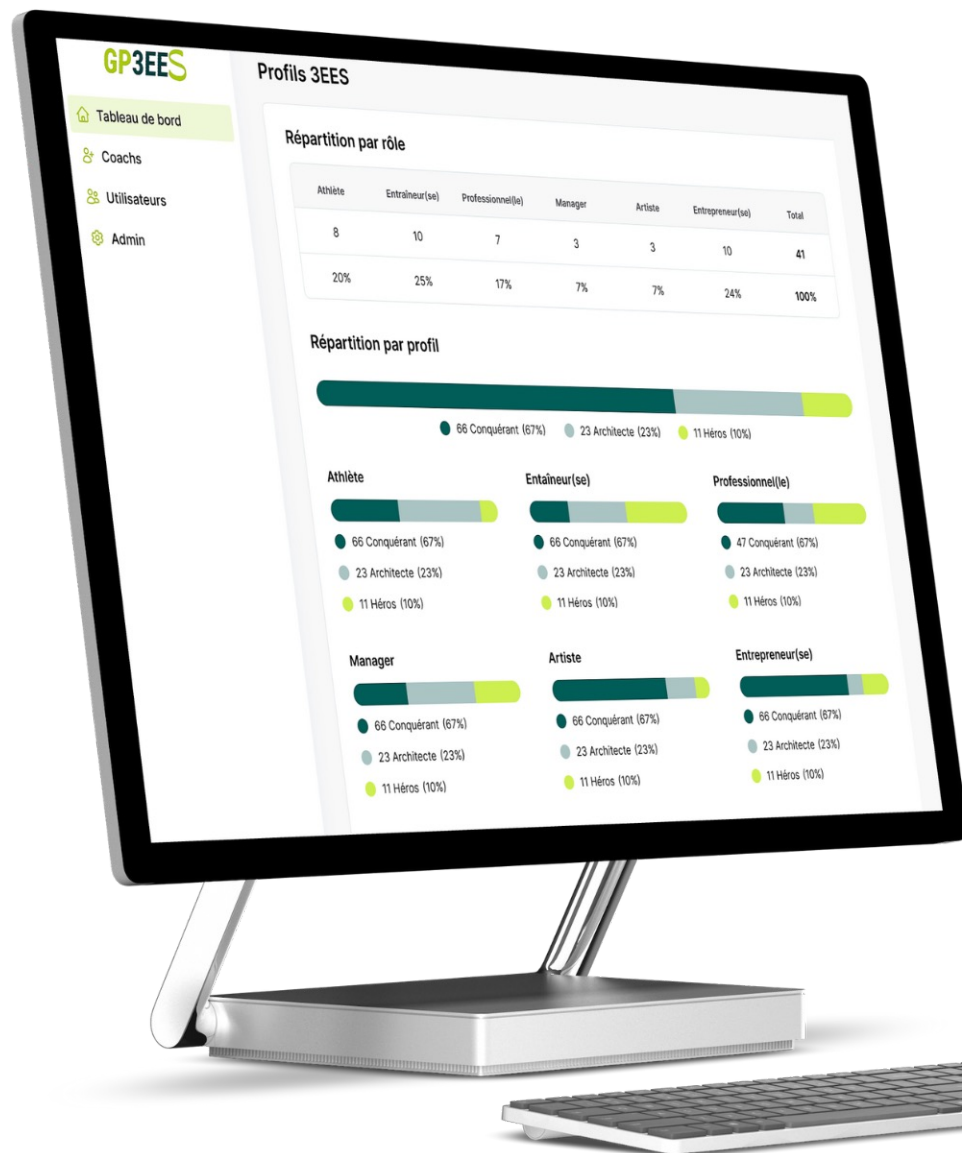 GP3EES
Tableau de bord
Coachs
Utilisateurs
Admin
Profils 3EES
Répartition par rôle
Athlète Entraîneur(se) Professionnel(le) Manager Artiste Entrepreneur(se) Total
8 10 7 3 3 10 41
20% 25% 17% 7% 7% 24% 100%
Répartition par profil
66 Conquérant (67%) 23 Architecte (23%) 11 Héros (10%)
Athlète Entaîneur(se) Professionnel(le)
66 Conquérant (67%) 66 Conquérant (67%) 47 Conquérant (67%)
23 Architecte (23%) 23 Architecte (23%) 23 Architecte (23%)
11 Héros (10%) 11 Héros (10%) 11 Héros (10%)
Manager Artiste Entrepreneur(se)
66 Conquérant (67%) 66 Conquérant (67%) 66 Conquérant (67%)
23 Architecte (23%) 23 Architecte (23%) 23 Architecte (23%)
11 Héros (10%) 11 Héros (10%) 11 Héros (10%)